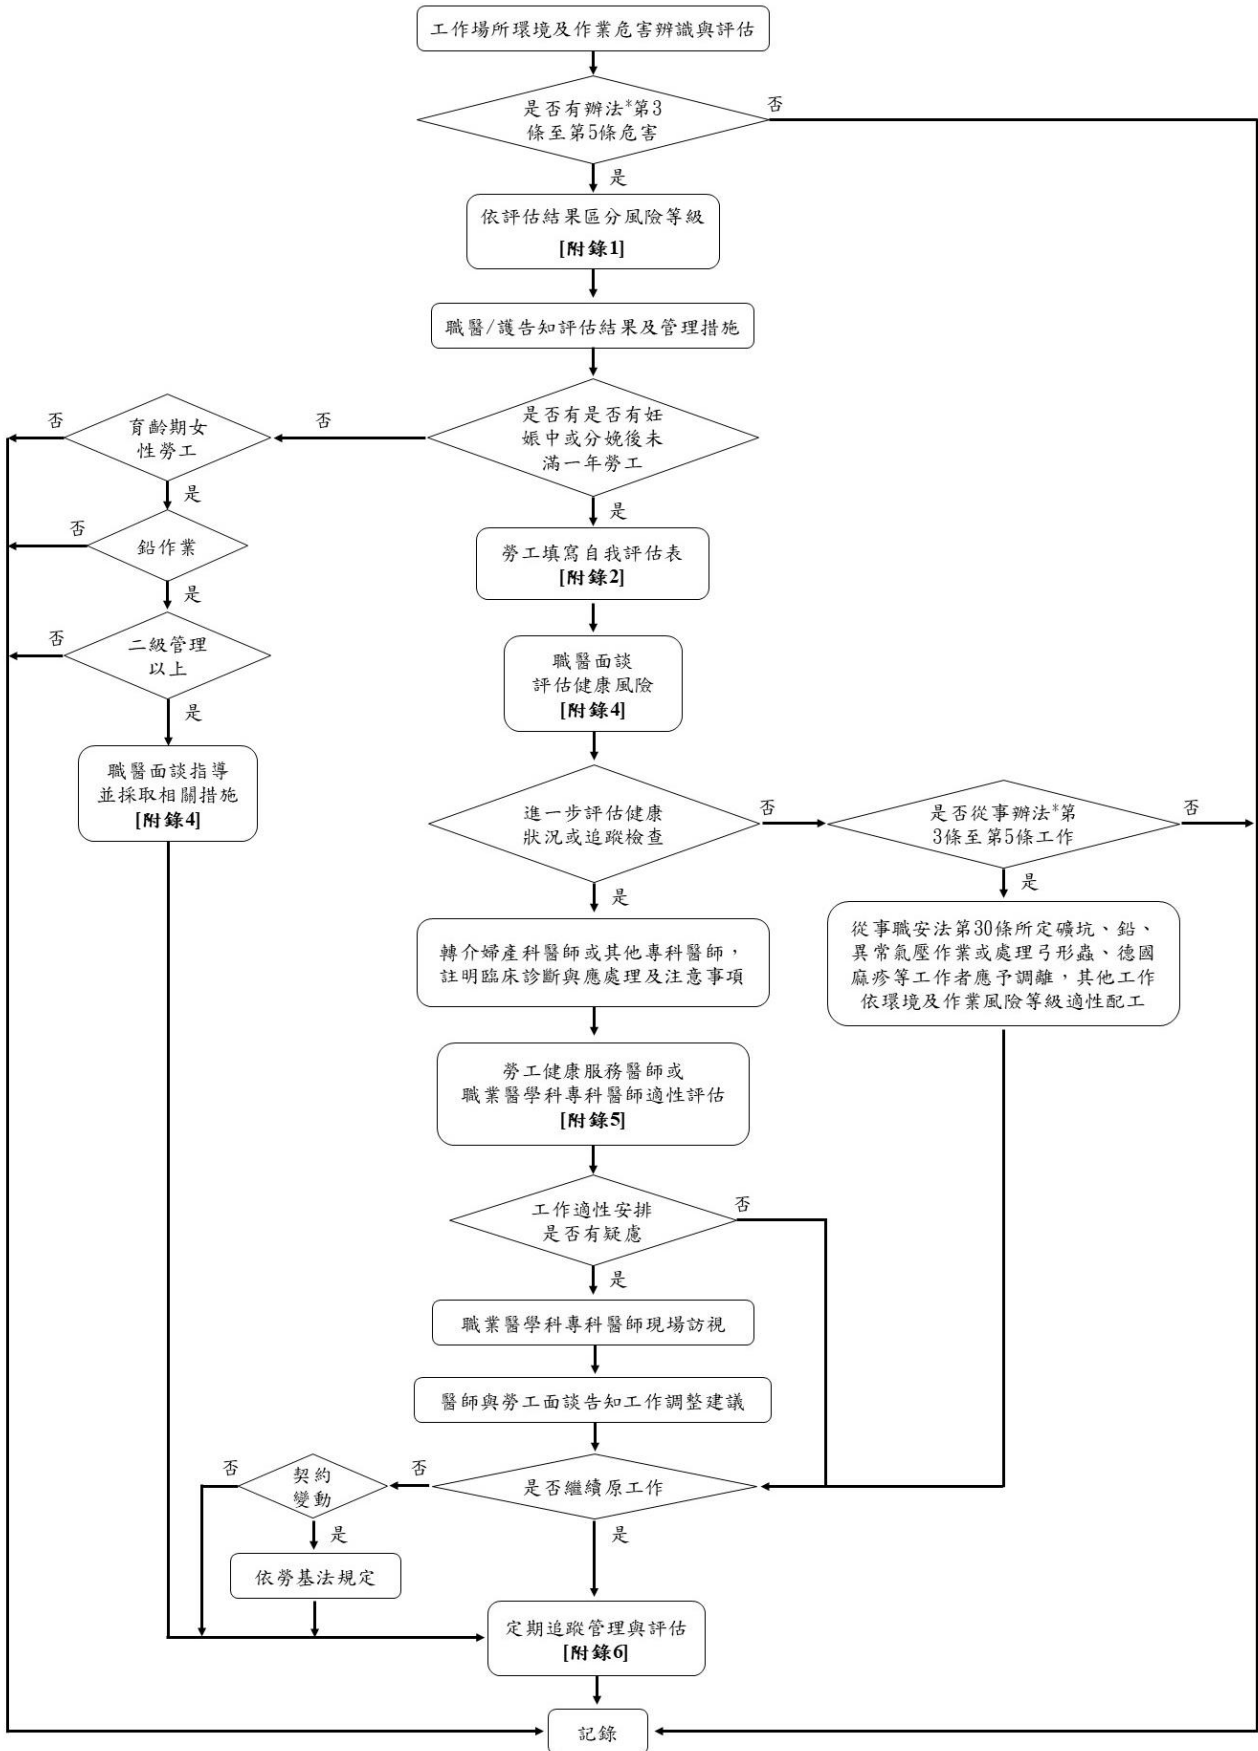 工作場所環境及作業危害辨識與評估
是否有辦法*第3
條至第5條危害
否
是
依評估結果區分風險等級
[附錄1]
職醫/護告知評估結果及管理措施
是否有是否有妊
娠中或分娩後未
滿一年勞工
否
育齡期女
性勞工
否
是
鉛作業
否
是
二級管理
以上
否
是
職醫面談指導
並採取相關措施
[附錄4]
是
勞工填寫自我評估表
[附錄2]
職醫面談
評估健康風險
[附錄4]
進一步評估健康
狀況或追蹤檢查
否
是否從事辦法*第
3條至第5條工作
否
是
從事職安法第30條所定礦坑、鉛、
異常氣壓作業或處理弓形蟲、德國
麻疹等工作者應予調離，其他工作
依環境及作業風險等級適性配工
是
轉介婦產科醫師或其他專科醫師，
註明臨床診斷與應處理及注意事項
勞工健康服務醫師或
職業醫學科專科醫師適性評估
[附錄5]
工作適性安排
是否有疑慮
否
是
職業醫學科專科醫師現場訪視
醫師與勞工面談告知工作調整建議
是否繼續原工作
否
契約
變動
否
是
依勞基法規定
是
定期追蹤管理與評估
[附錄6]
記錄